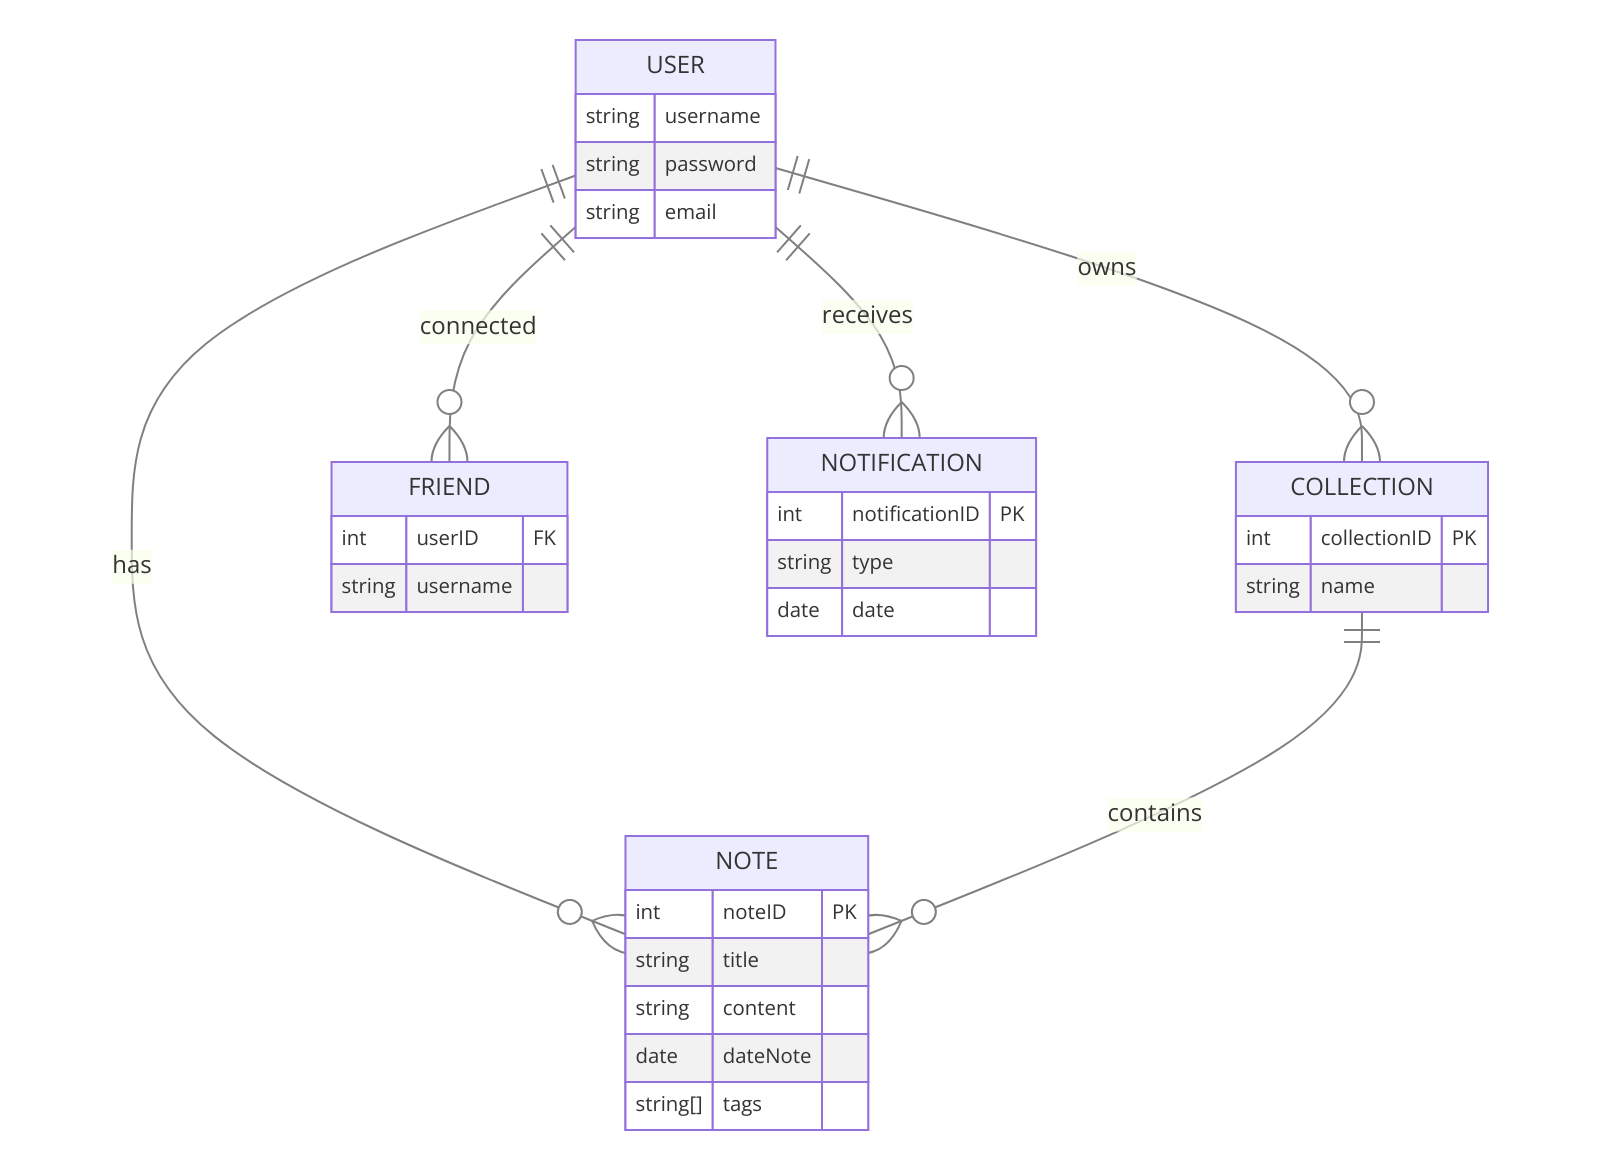 USER
string username
string password
string email
owns
receives
connected
has
FRIEND
int userID FK
string username
NOTIFICATION
int notificationID PK
string type
date date
COLLECTION
int collectionID PK
string name
contains
NOTE
int noteID PK
string title
string content
date dateNote
string[] tags